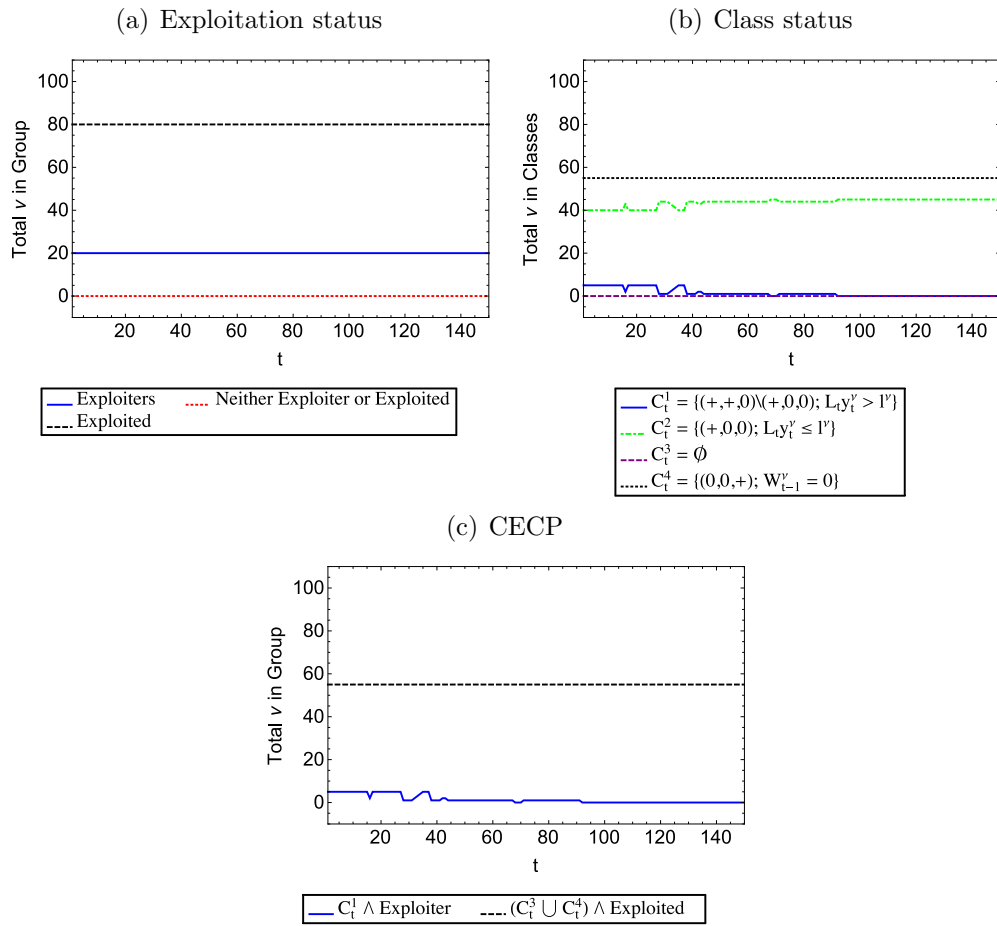 (a) Exploitation status
Total ν in Group
100
80
60
40
20
0
20 40 60 80 100 120 140
t
Exploiters
Neither Exploiter or Exploited
Exploited
(b) Class status
Total ν in Classes
100
80
60
40
20
0
20 40 60 80 100 120 140
t
C_t^1 = {(+,+,0)\(+,0,0); L_t y_t^ν > l^ν}
C_t^2 = {(+,0,0); L_t y_t^ν ≤ l^ν}
C_t^3 = ∅
C_t^4 = {(0,0,+); W_{t-1}^ν = 0}
(c) CECP
Total ν in Group
100
80
60
40
20
0
20 40 60 80 100 120 140
t
C_t^1 ∧ Exploiter
(C_t^3 ⋃ C_t^4) ∧ Exploited